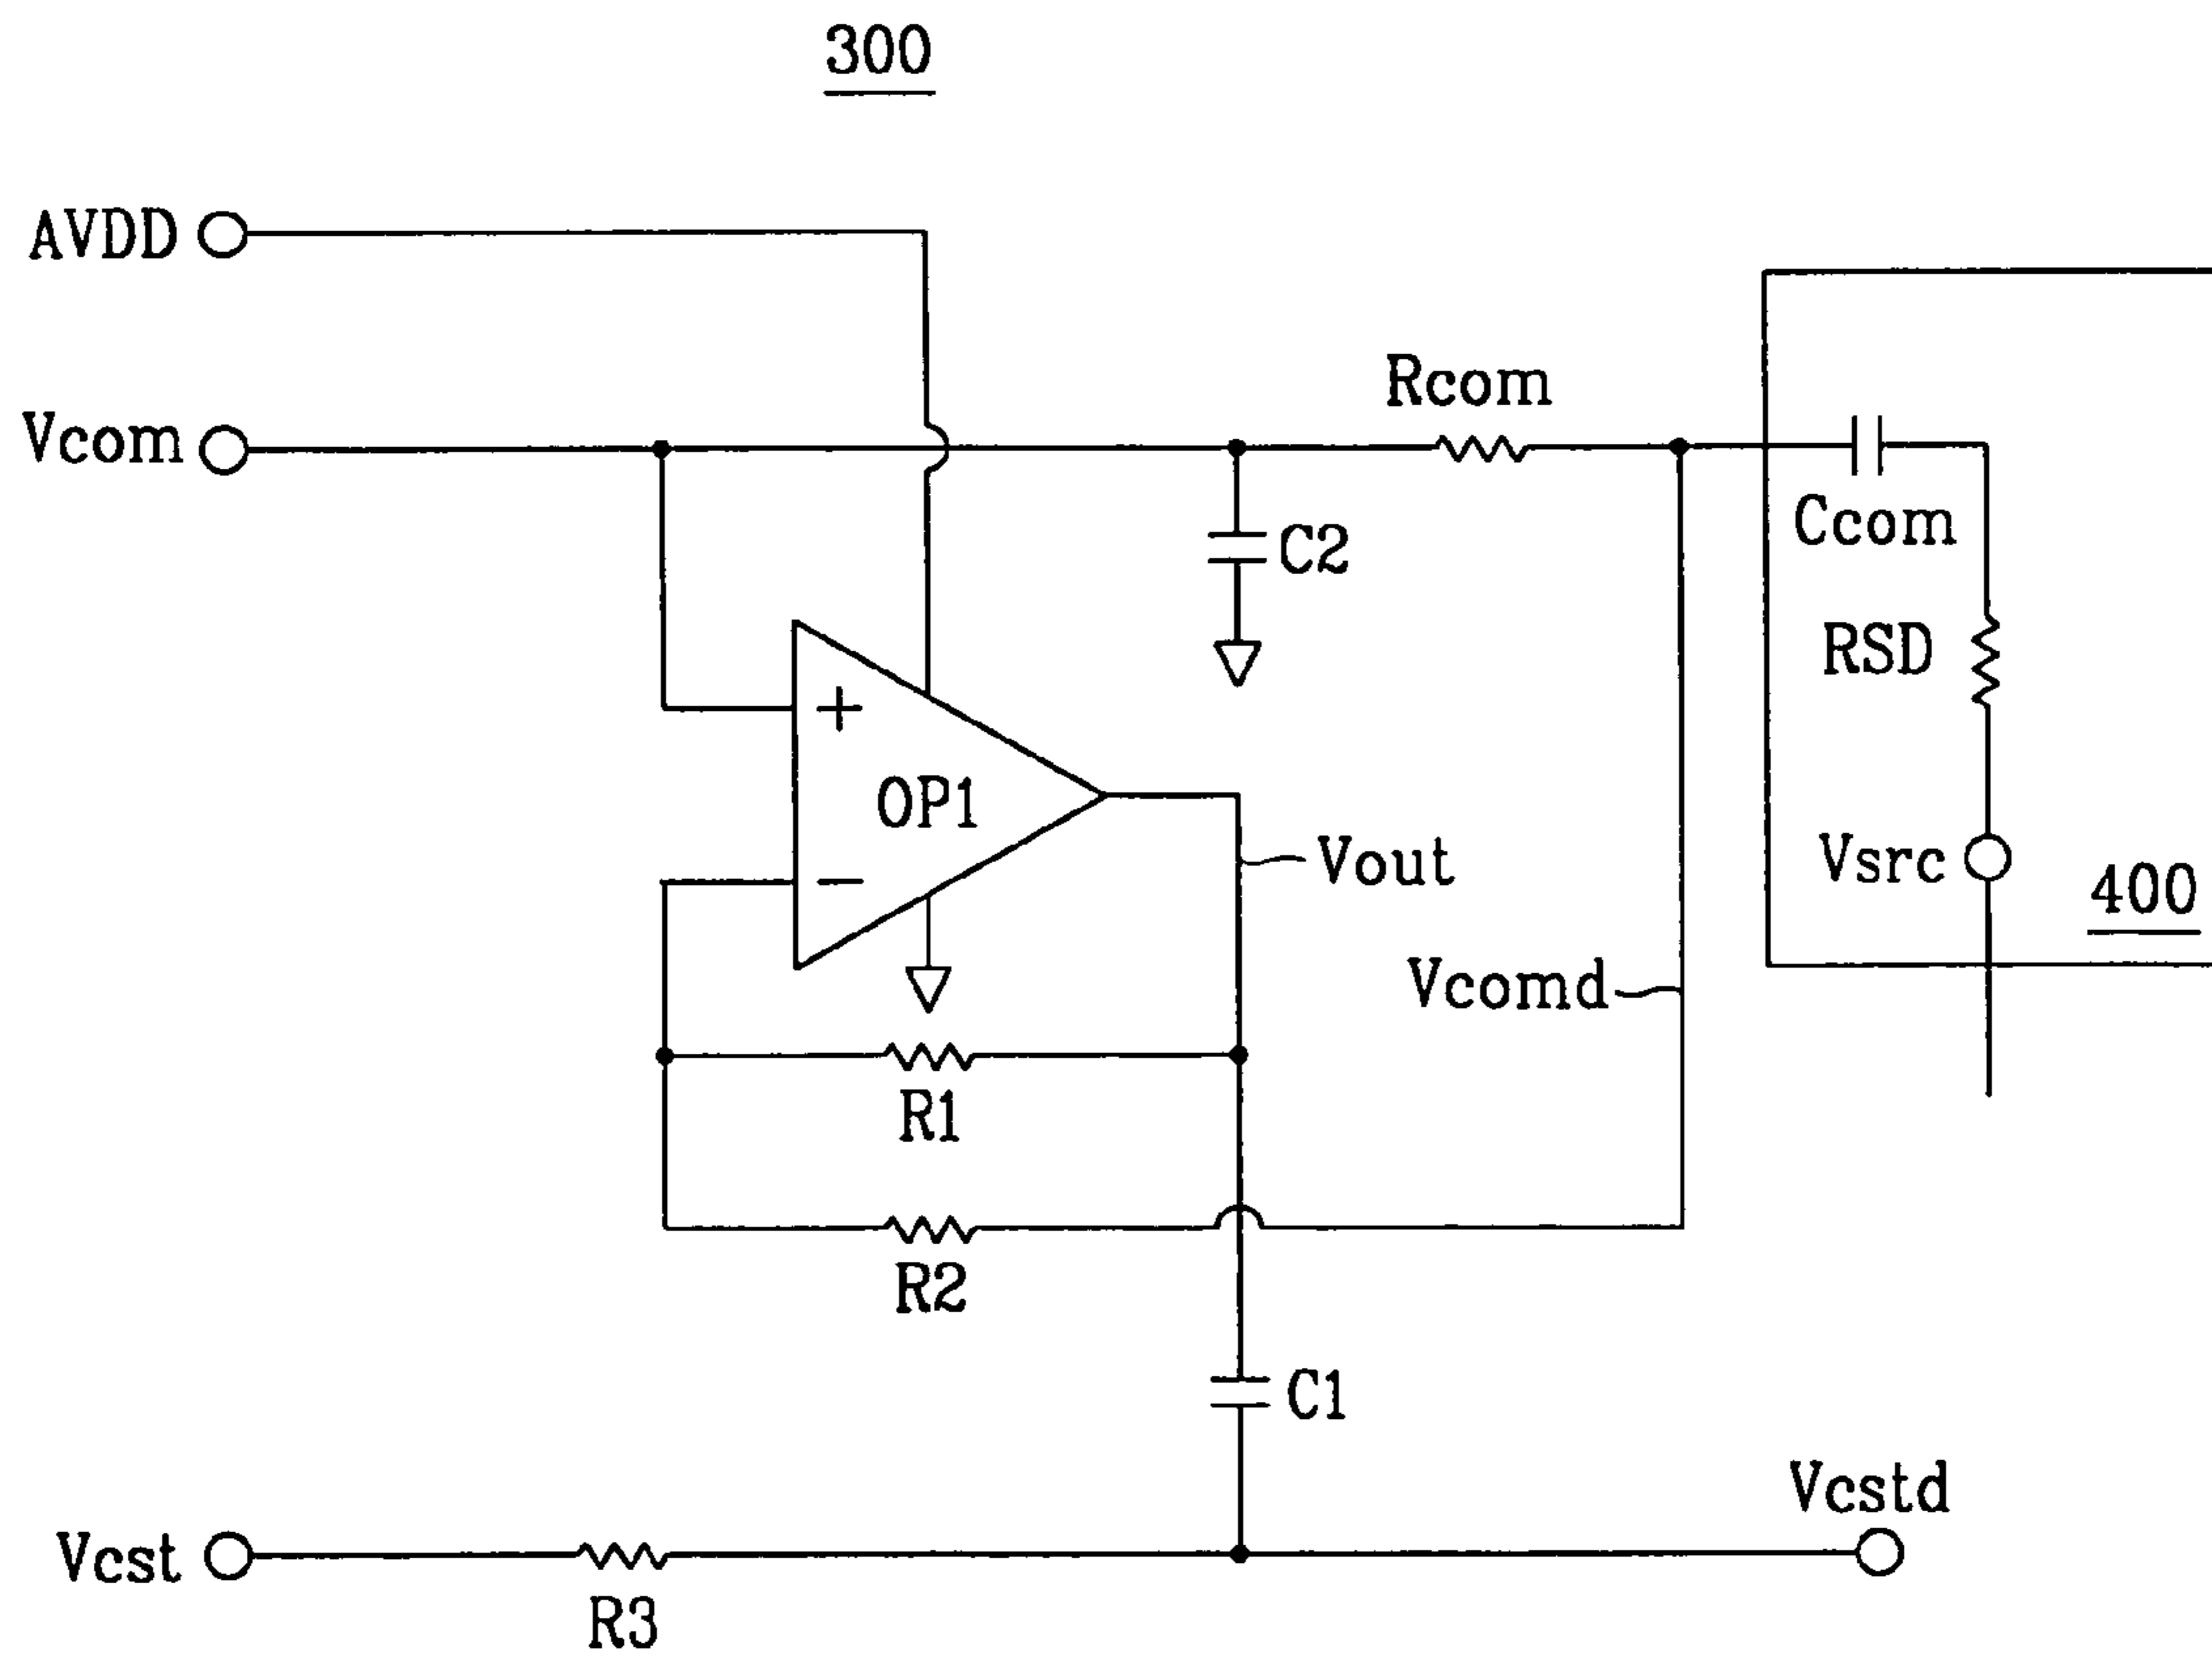 300
AVDD
Vcom
Rcom
Ccom
C2
RSD
+
OP1
−
Vout
Vsrc
400
Vcomd
R1
R2
C1
Vcstd
Vcst
R3